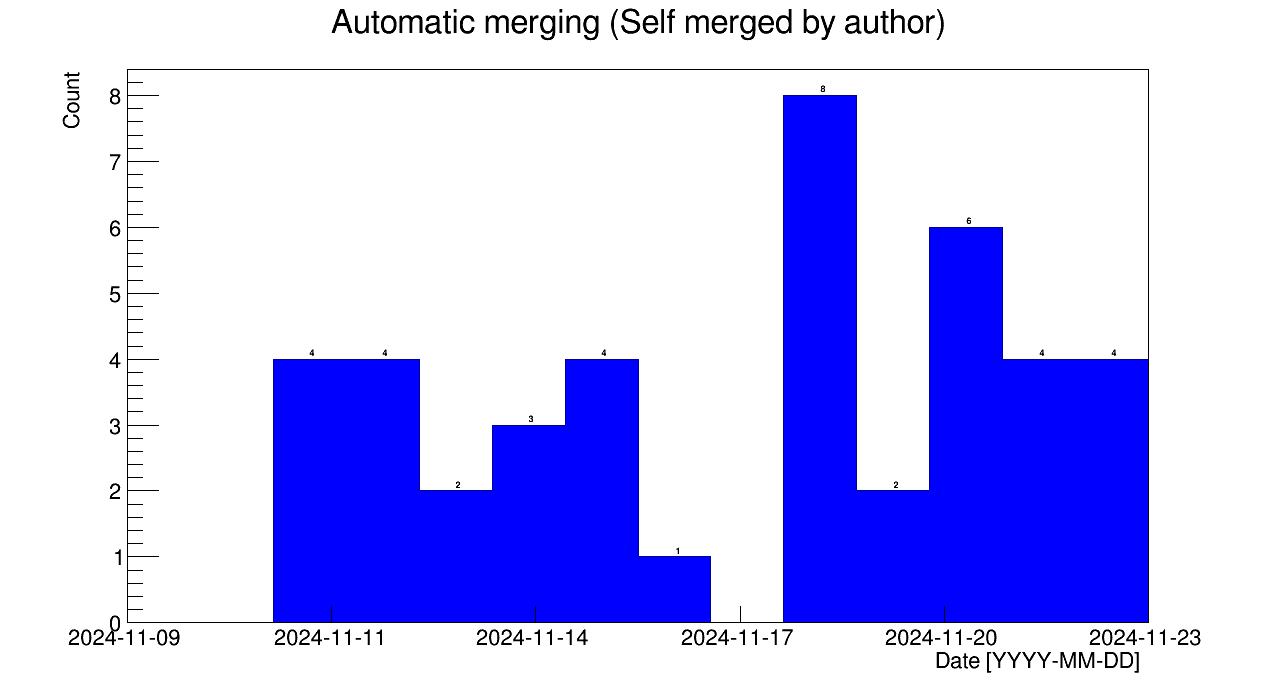 Automatic merging (Self merged by author)
Count
8
7
6
5
4
3
2
1
0
4 4 2 3 4 1 8 2 6 4 4
2024-11-09 2024-11-11 2024-11-14 2024-11-17 2024-11-20 2024-11-23
Date [YYYY-MM-DD]